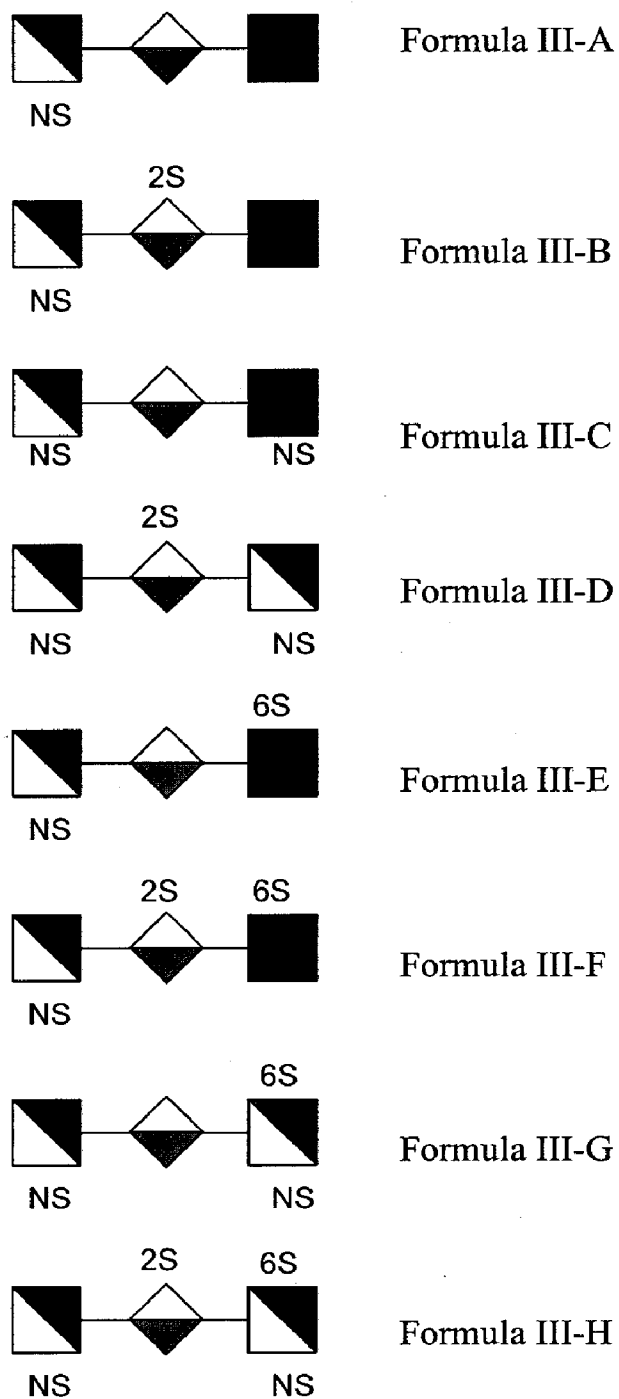 Formula III-A
NS
2S
Formula III-B
NS
Formula III-C
NS NS
2S
Formula III-D
NS NS
6S
Formula III-E
NS
2S 6S
Formula III-F
NS
6S
Formula III-G
NS NS
2S 6S
Formula III-H
NS NS